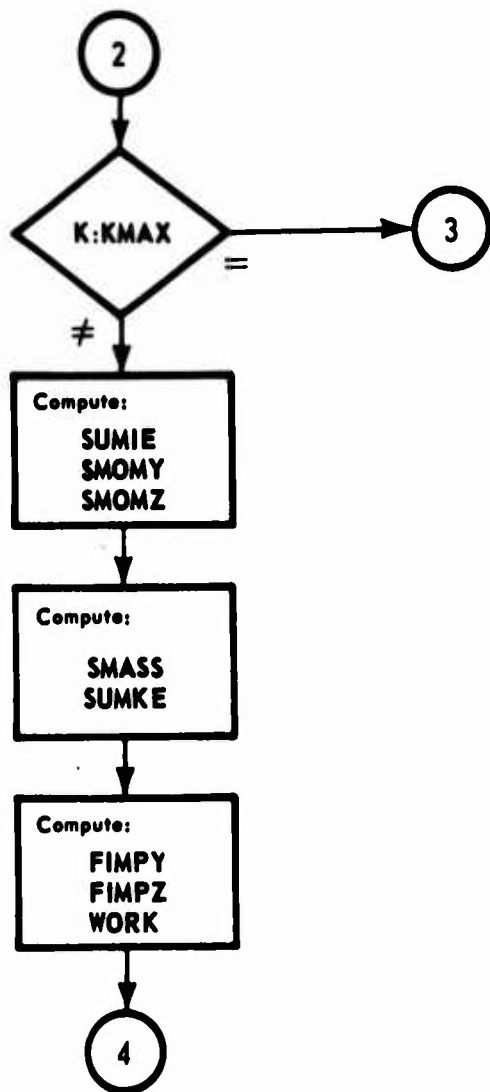 2
K:KMAX
3
=
≠
Compute:
SUMIE
SMOMY
SMOMZ
Compute:
SMASS
SUMKE
Compute:
FIMPY
FIMPZ
WORK
4